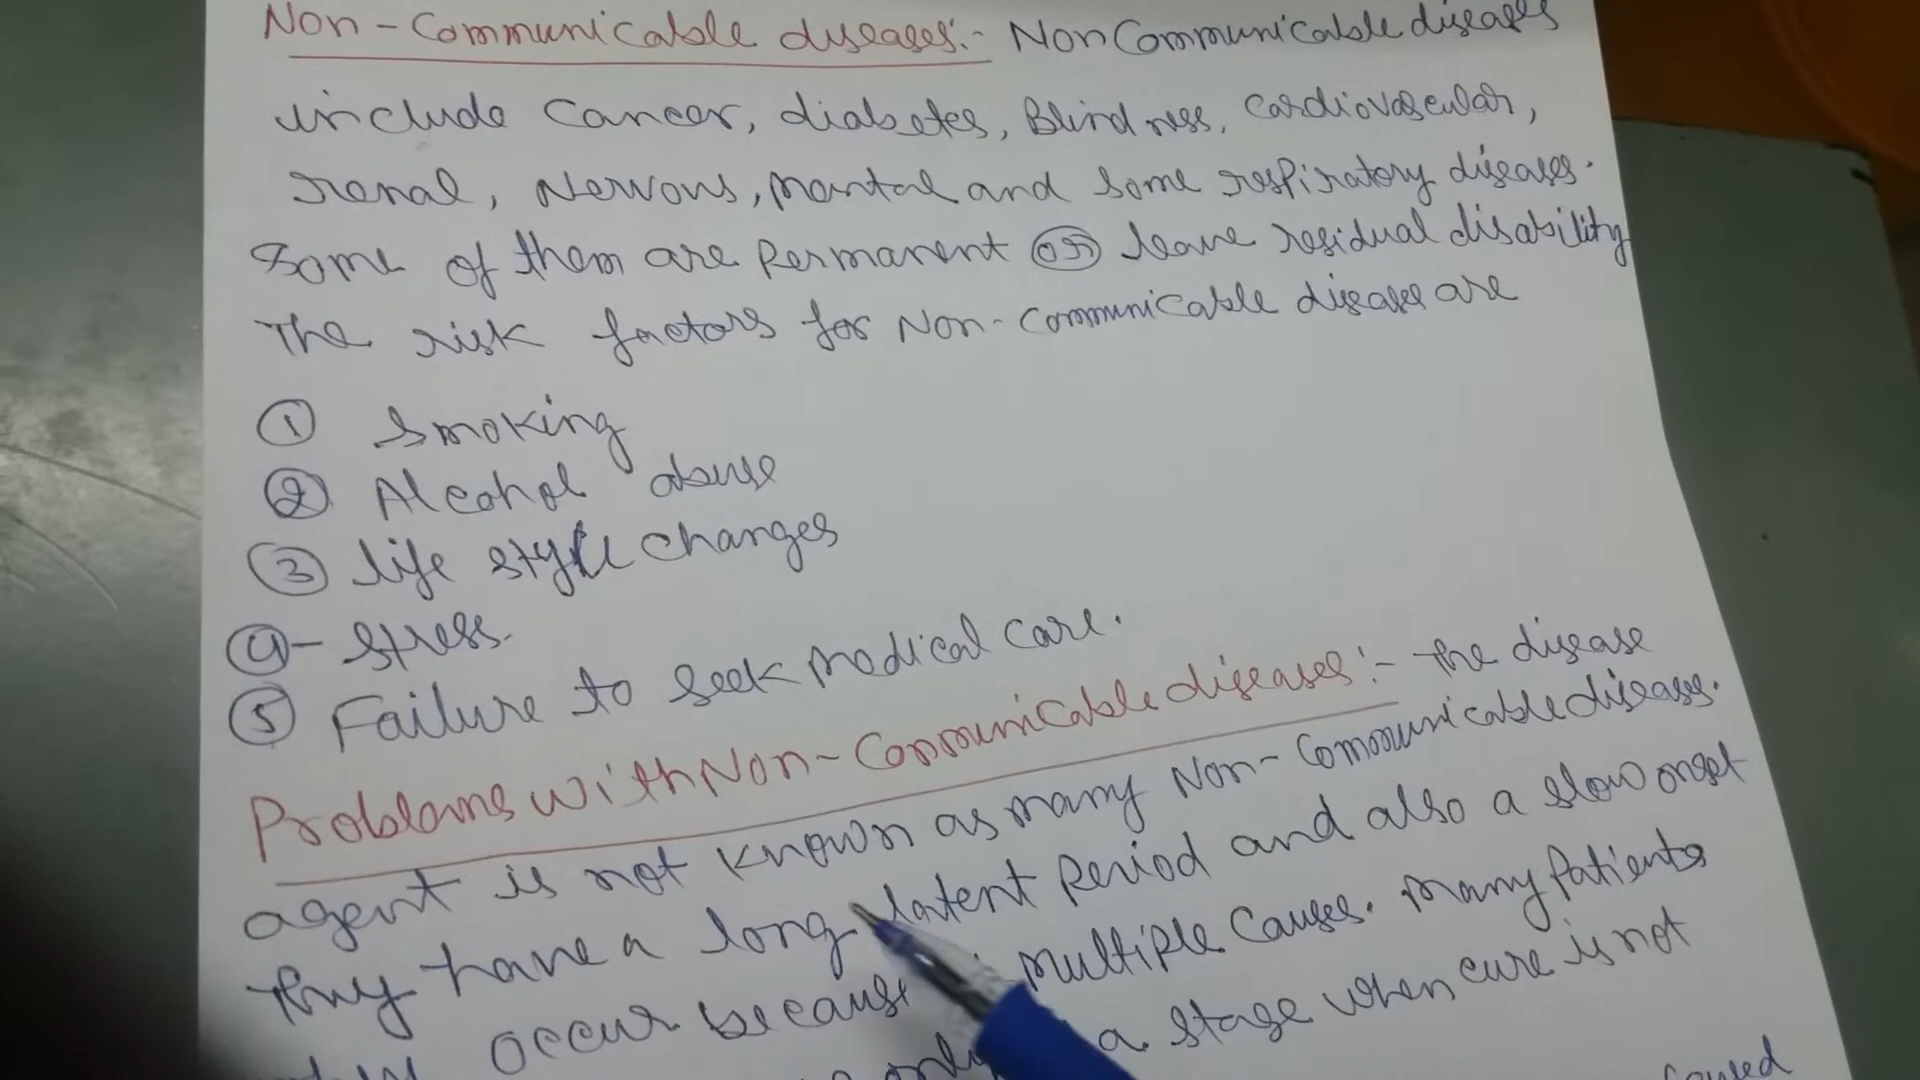 Non-Communicable diseases:- Non Communicable diseases
include Cancer, diabetes, Blindness, Cardiovascular,
renal, Nervous, mental and some respiratory diseases.
Some of them are Permanent or leave residual disability
The risk factors for Non-Communicable disease are
① Smoking
② Alcohol abuse
③ life style changes
④- Stress.
⑤ Failure to seek medical care.
Problems with Non-Communicable diseases:- The disease
agent is not known as many Non-Communicable diseases.
they have a long latent Period and also a slow onset
occur because multiple Causes. Many Patients
only a stage when cure is not
caused